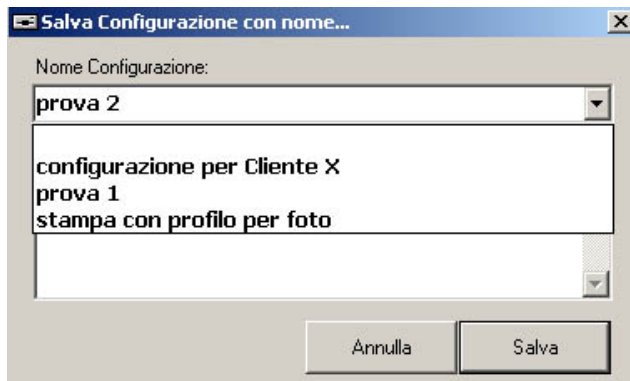 Salva Configurazione con nome...
Nome Configurazione:
prova 2
configurazione per Cliente X
prova 1
stampa con profilo per foto
Annulla
Salva